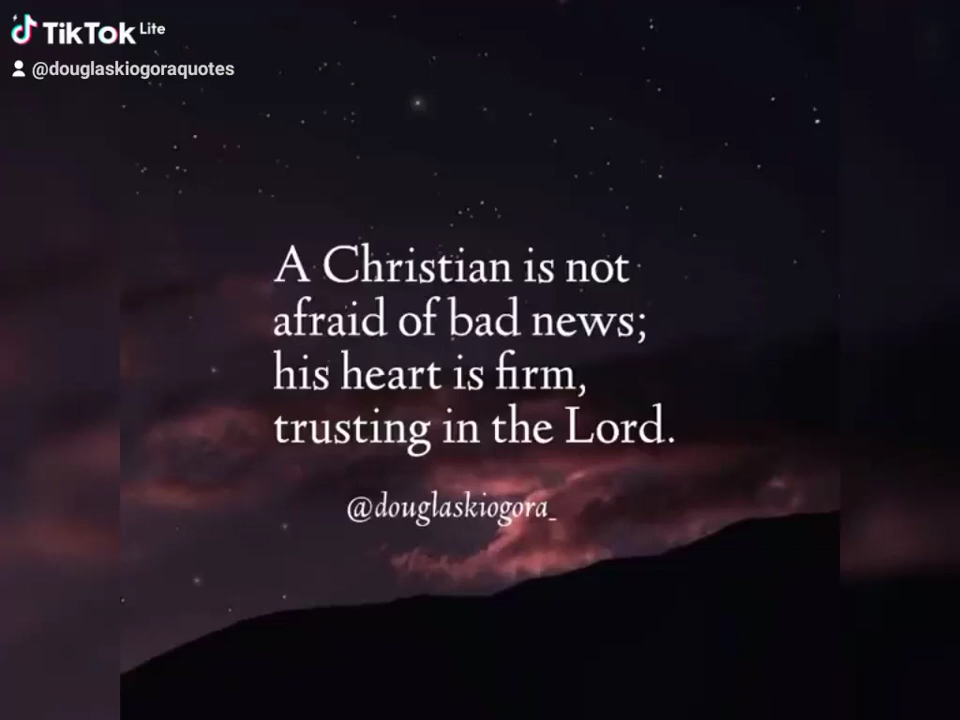 TikTok Lite
@douglaskiogoraquotes
A Christian is not
afraid of bad news;
his heart is firm,
trusting in the Lord.
@douglaskiogora_